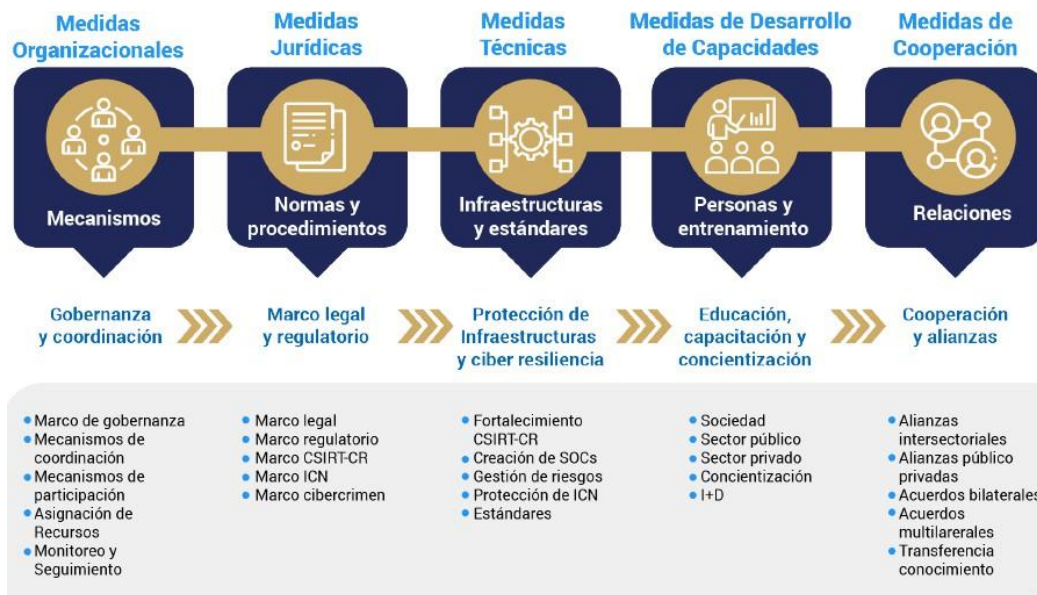 Medidas
Organizacionales
Medidas
Jurídicas
Medidas
Técnicas
Medidas de Desarrollo
de Capacidades
Medidas de
Cooperación
Mecanismos
Normas y
procedimientos
Infraestructuras
y estándares
Personas y
entrenamiento
Relaciones
Gobernanza
y coordinación
Marco legal
y regulatorio
Protección de
Infraestructuras
y ciber resiliencia
Educación,
capacitación y
concientización
Cooperación
y alianzas
Marco de gobernanza
Mecanismos de
coordinación
Mecanismos de
participación
Asignación de
Recursos
Monitoreo y
Seguimiento
Marco legal
Marco regulatorio
Marco CSIRT-CR
Marco ICN
Marco cibercrimen
Fortalecimiento
CSIRT-CR
Creación de SOCs
Gestión de riesgos
Protección de ICN
Estándares
Sociedad
Sector público
Sector privado
Concientización
I+D
Alianzas
intersectoriales
Alianzas público
privadas
Acuerdos bilaterales
Acuerdos
multilarerales
Transferencia
conocimiento